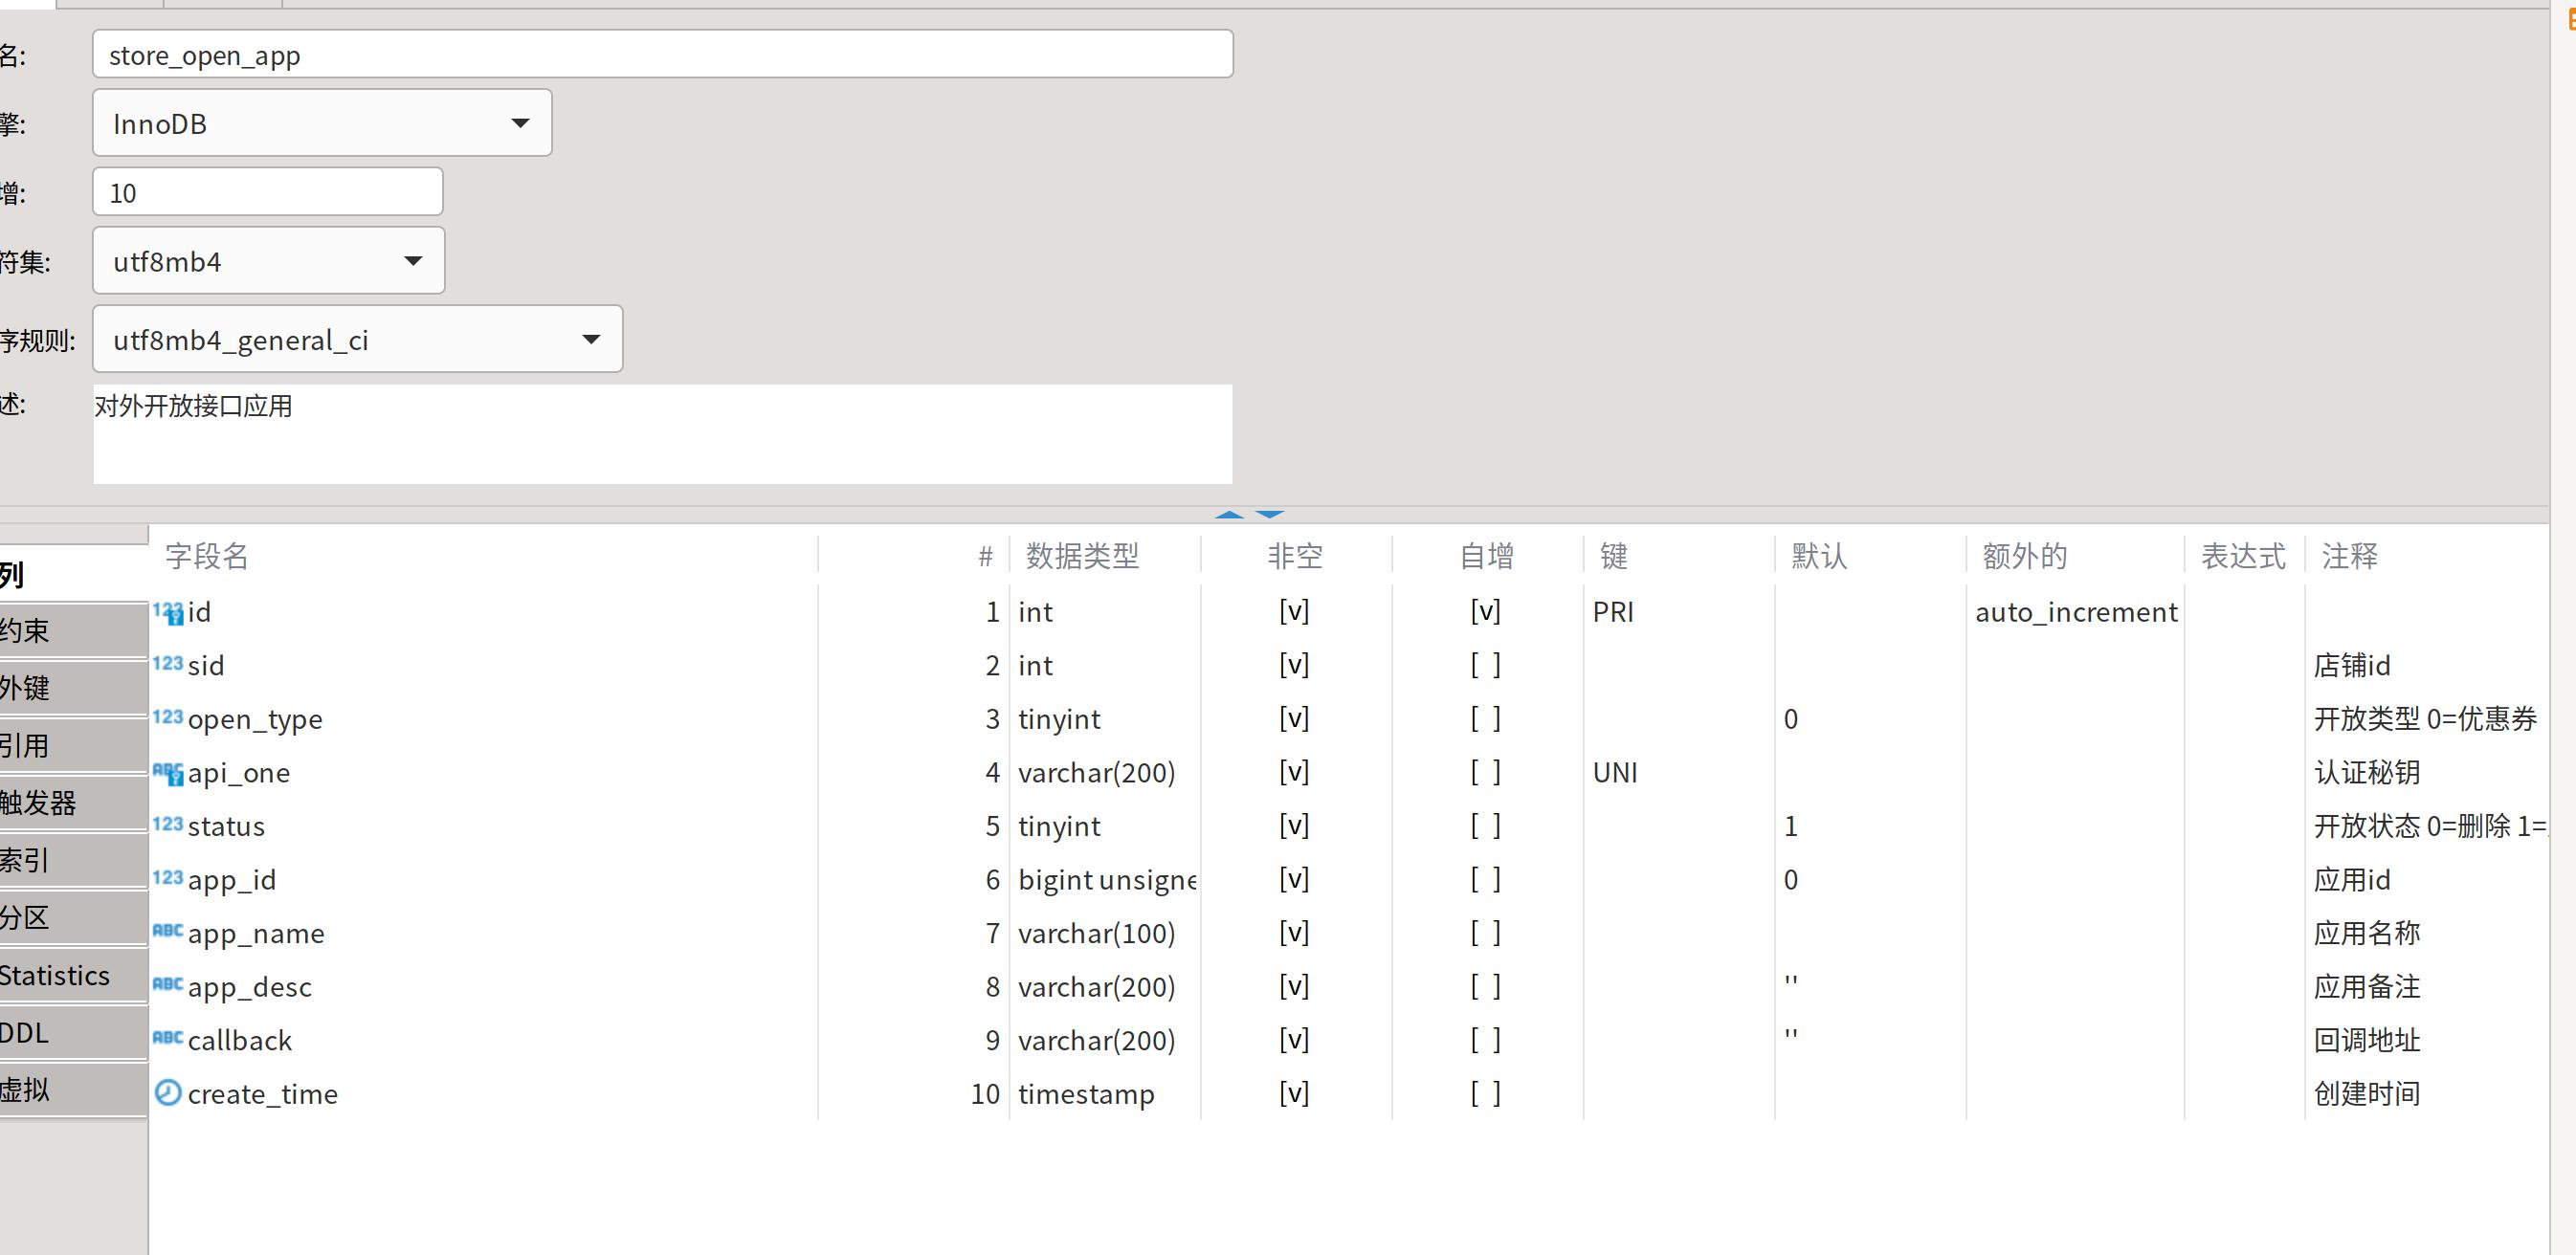 名: store_open_app
擎: InnoDB
增: 10
符集: utf8mb4
序规则: utf8mb4_general_ci
述: 对外开放接口应用
字段名 # 数据类型 非空 自增 键 默认 额外的 表达式 注释
id 1 int [v] [v] PRI auto_increment
sid 2 int [v] [ ] 店铺id
open_type 3 tinyint [v] [ ] 0 开放类型 0=优惠券
api_one 4 varchar(200) [v] [ ] UNI 认证秘钥
status 5 tinyint [v] [ ] 1 开放状态 0=删除 1=
app_id 6 bigint unsigne [v] [ ] 0 应用id
app_name 7 varchar(100) [v] [ ] 应用名称
app_desc 8 varchar(200) [v] [ ] '' 应用备注
callback 9 varchar(200) [v] [ ] '' 回调地址
create_time 10 timestamp [v] [ ] 创建时间
列
约束
外键
引用
触发器
索引
分区
Statistics
DDL
虚拟